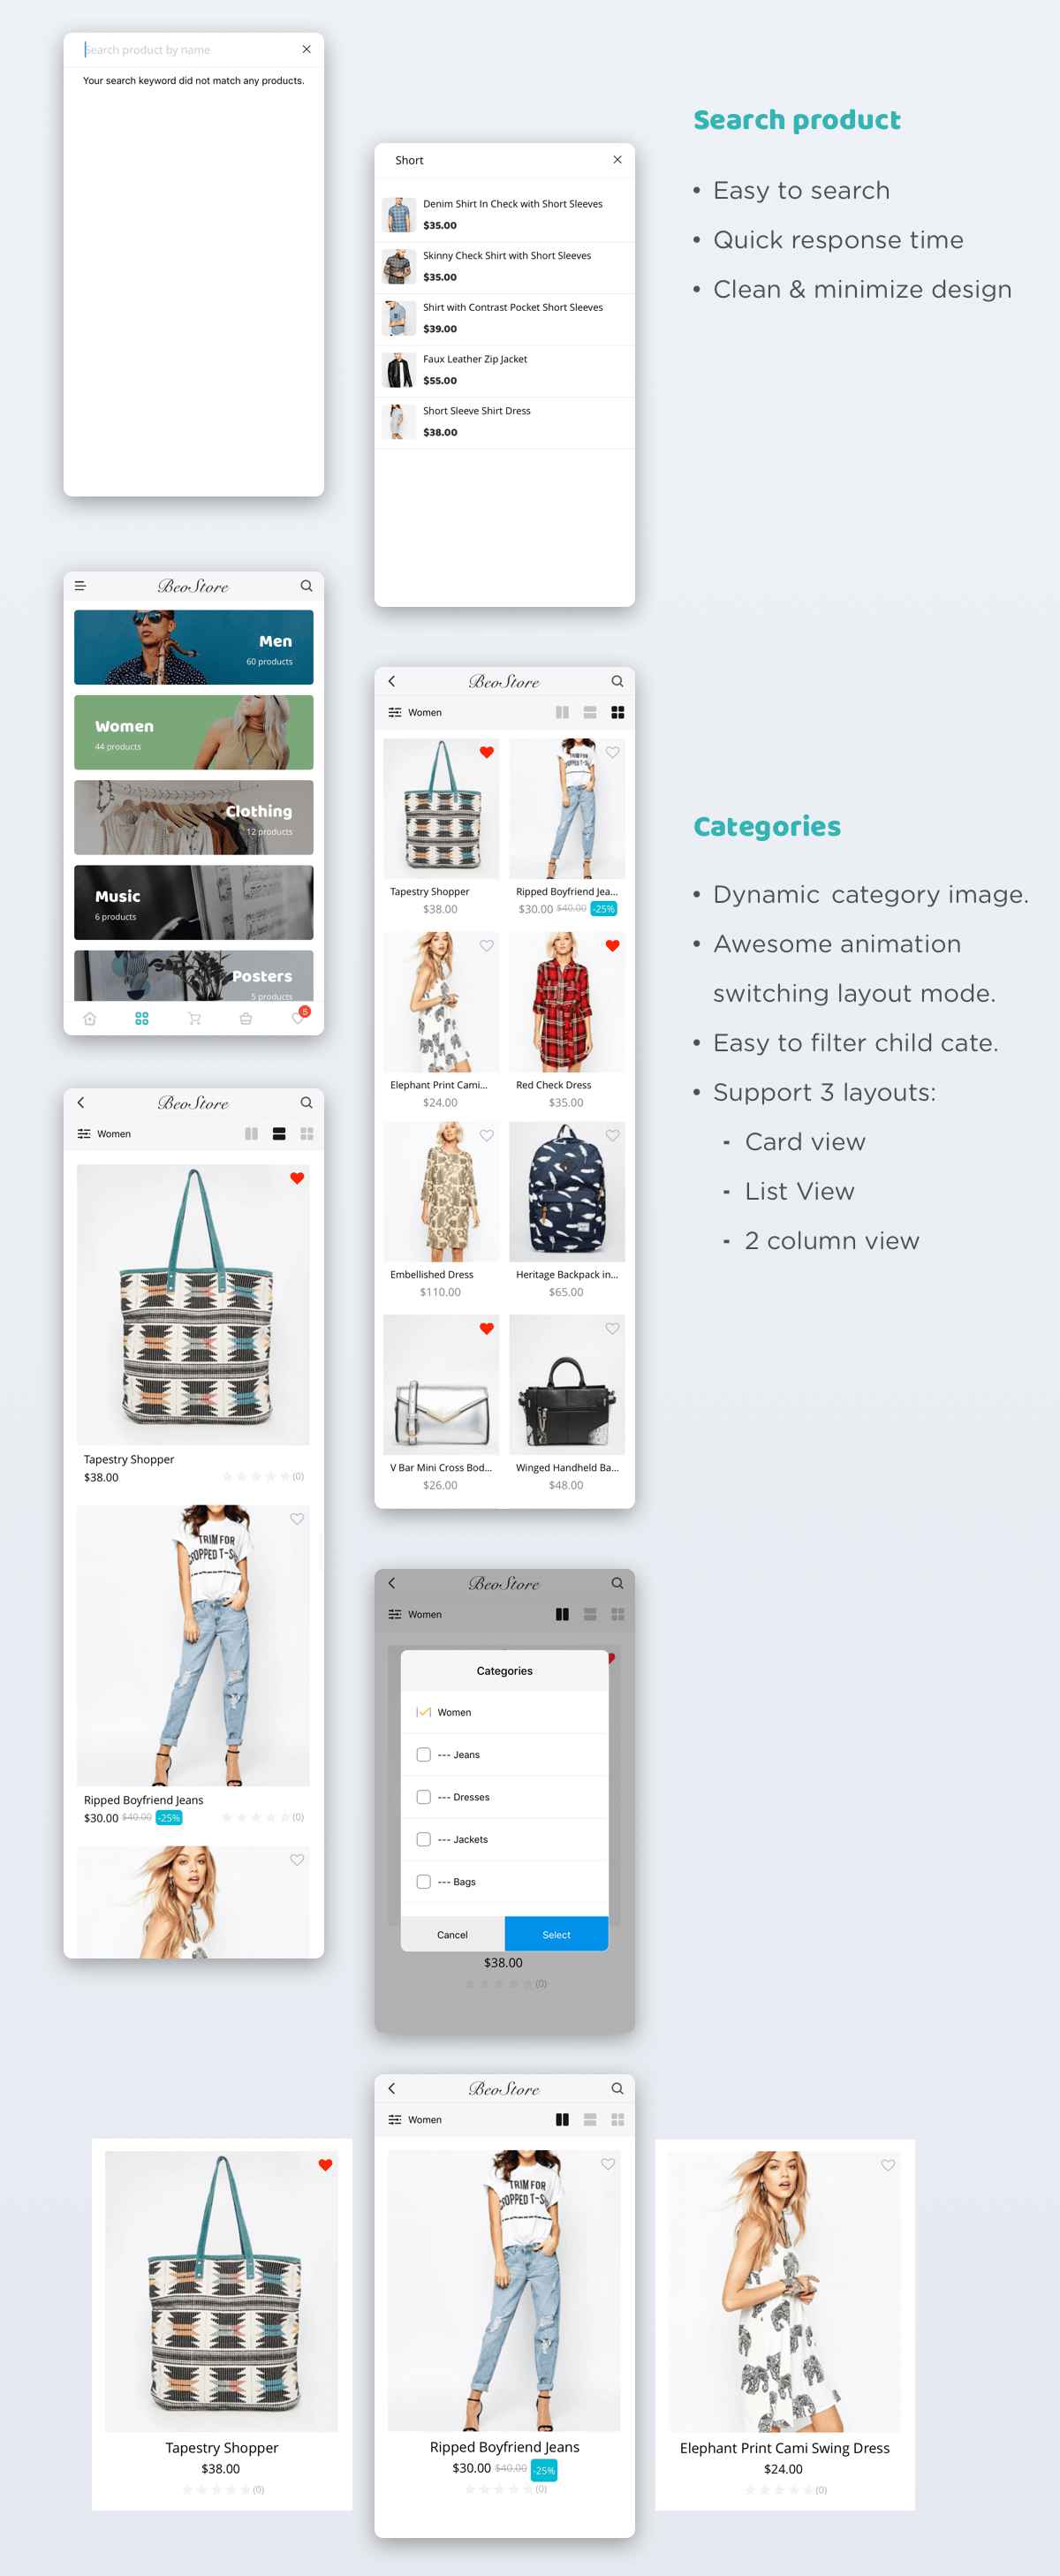 Search product by name
Your search keyword did not match any products.
Short
Denim Shirt In Check with Short Sleeves
$35.00
Skinny Check Shirt with Short Sleeves
$35.00
Shirt with Contrast Pocket Short Sleeves
$39.00
Faux Leather Zip Jacket
$55.00
Short Sleeve Shirt Dress
$38.00
Search product
• Easy to search
• Quick response time
• Clean & minimize design
BeoStore
Men
60 products
Women
44 products
Clothing
12 products
Music
6 products
Posters
5 products
5
BeoStore
Women
TRIM FOR
Tapestry Shopper
$38.00
Ripped Boyfriend Jea...
$30.00 $40.00 -25%
Elephant Print Cami...
$24.00
Red Check Dress
$35.00
Embellished Dress
$110.00
Heritage Backpack in...
$65.00
V Bar Mini Cross Bod...
$26.00
Winged Handheld Ba...
$48.00
Categories
• Dynamic category image.
• Awesome animation
switching layout mode.
• Easy to filter child cate.
• Support 3 layouts:
- Card view
- List View
- 2 column view
BeoStore
Women
Tapestry Shopper
$38.00
(0)
TRIM FOR
Ripped Boyfriend Jeans
$30.00 $40.00 -25%
(0)
BeoStore
Women
Categories
Women
--- Jeans
--- Dresses
--- Jackets
--- Bags
Cancel
Select
$38.00
(0)
Tapestry Shopper
$38.00
(0)
BeoStore
Women
TRIM FOR
Ripped Boyfriend Jeans
$30.00 $40.00 -25%
(0)
Elephant Print Cami Swing Dress
$24.00
(0)